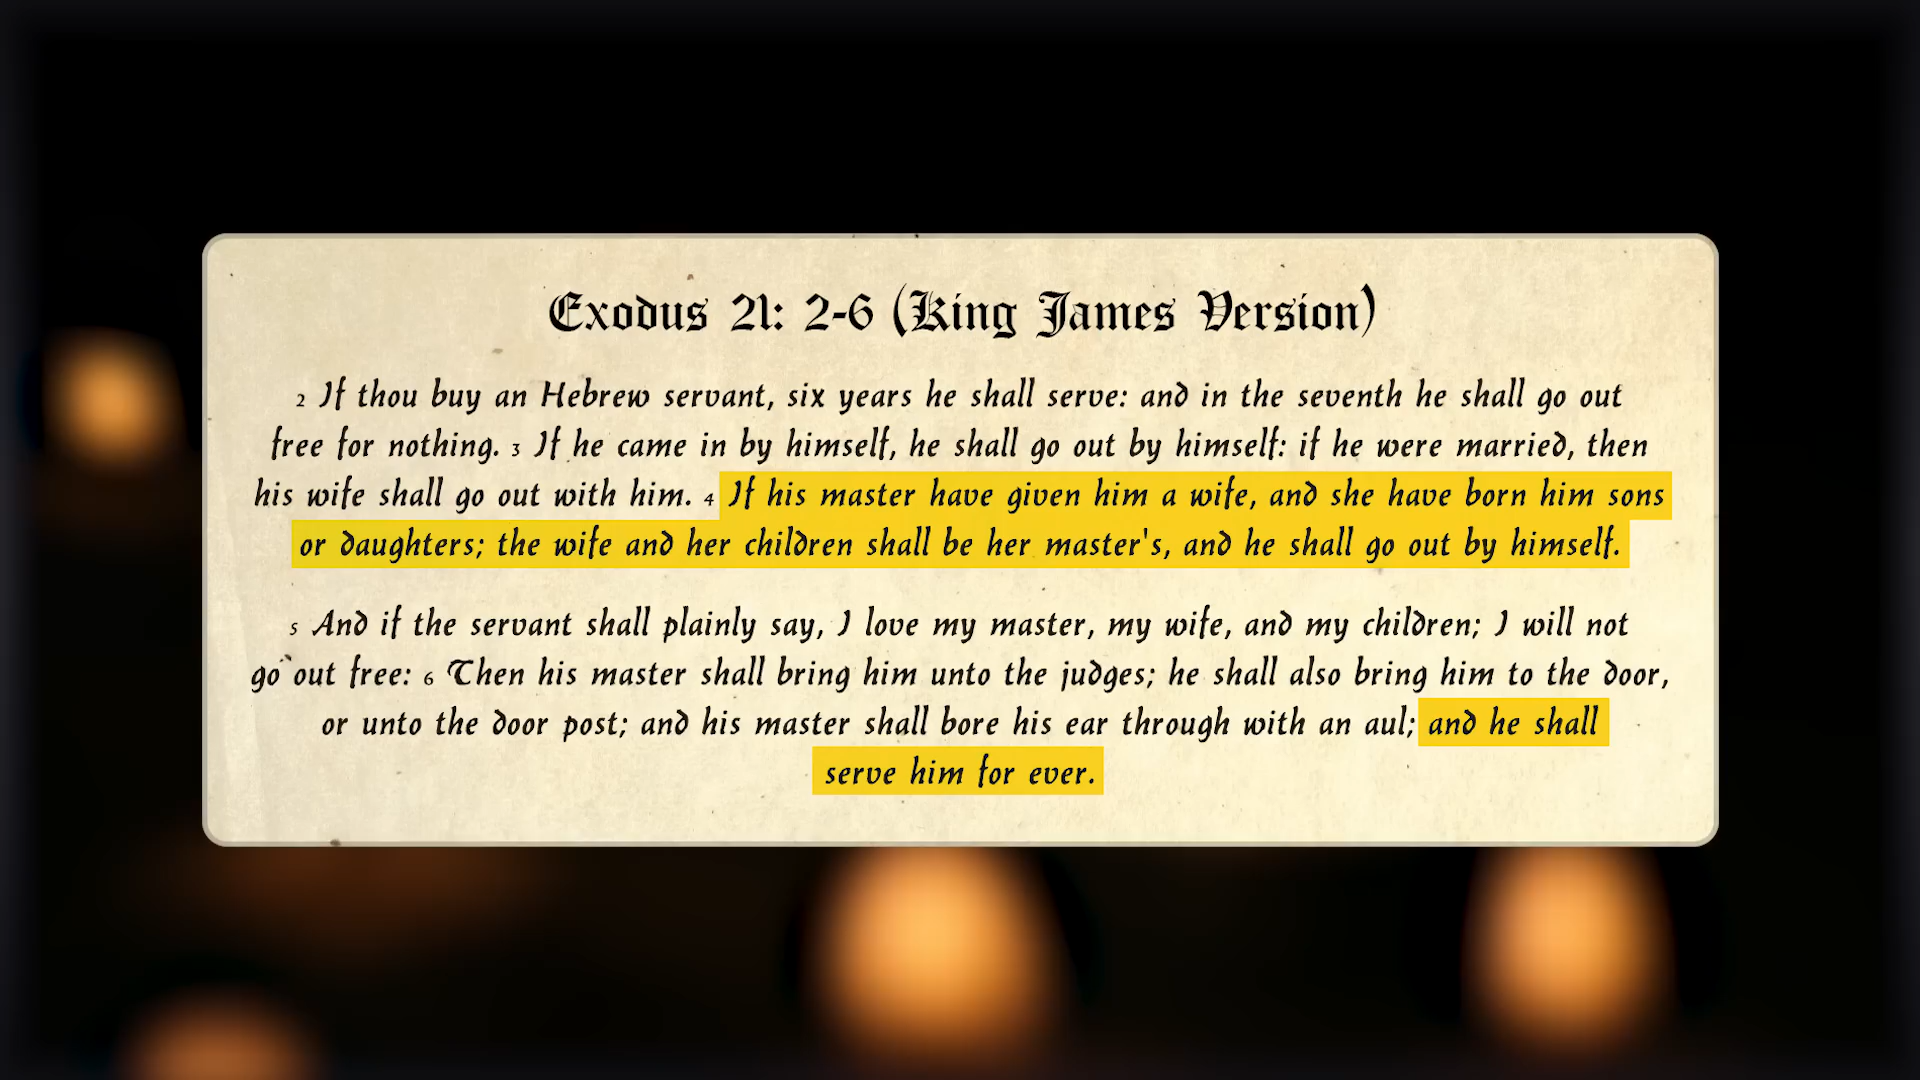 Exodus 21: 2-6 (King James Version)
2 If thou buy an Hebrew servant, six years he shall serve: and in the seventh he shall go out
free for nothing. 3 If he came in by himself, he shall go out by himself: if he were married, then
his wife shall go out with him. 4 If his master have given him a wife, and she have born him sons
or daughters; the wife and her children shall be her master's, and he shall go out by himself.
5 And if the servant shall plainly say, I love my master, my wife, and my children; I will not
go out free: 6 Then his master shall bring him unto the judges; he shall also bring him to the door,
or unto the door post; and his master shall bore his ear through with an aul; and he shall
serve him for ever.